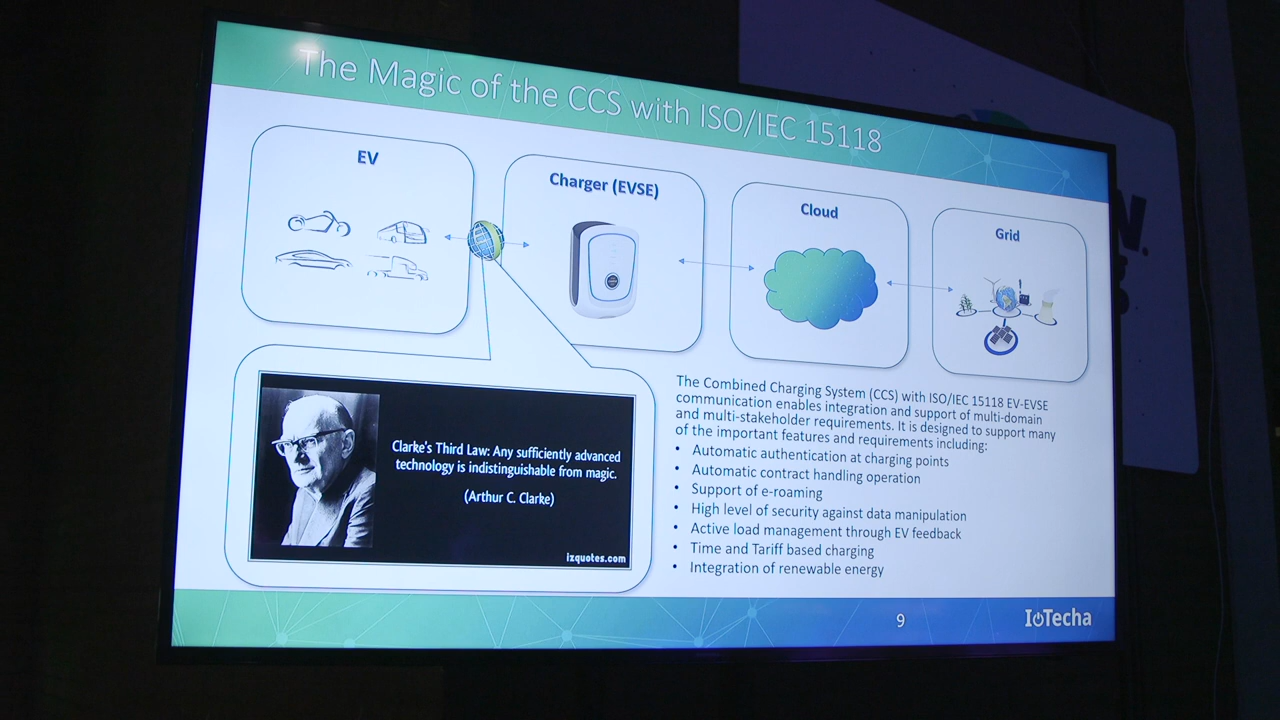 The Magic of the CCS with ISO/IEC 15118
EV
Charger (EVSE)
Cloud
Grid
Clarke's Third Law: Any sufficiently advanced
technology is indistinguishable from magic.
(Arthur C. Clarke)
izquotes.com
The Combined Charging System (CCS) with ISO/IEC 15118 EV-EVSE
communication enables integration and support of multi-domain
and multi-stakeholder requirements. It is designed to support many
of the important features and requirements including:
• Automatic authentication at charging points
• Automatic contract handling operation
• Support of e-roaming
• High level of security against data manipulation
• Active load management through EV feedback
• Time and Tariff based charging
• Integration of renewable energy
9
IoTecha